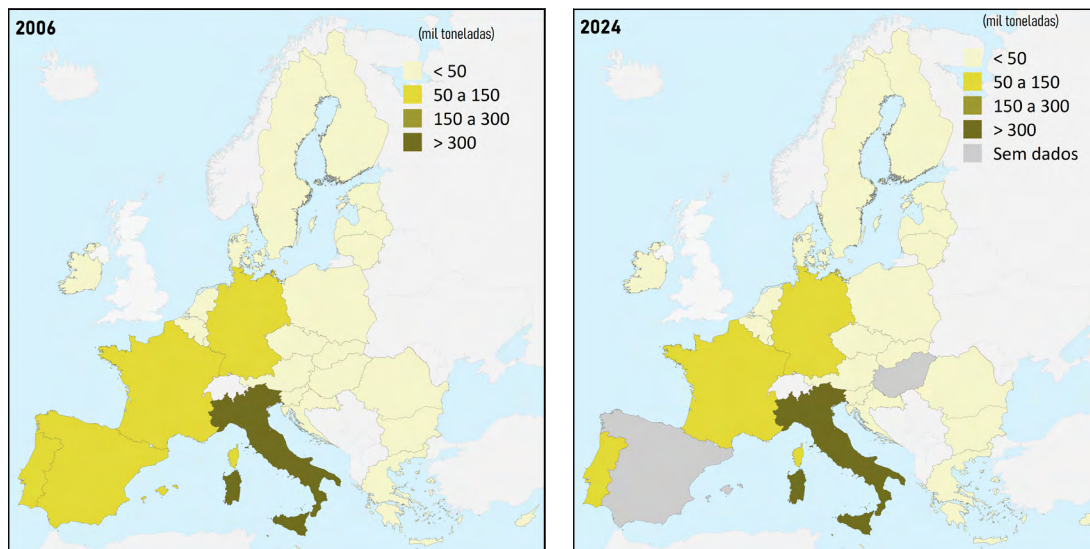 2006
(mil toneladas)
< 50
50 a 150
150 a 300
> 300
2024
(mil toneladas)
< 50
50 a 150
150 a 300
> 300
Sem dados